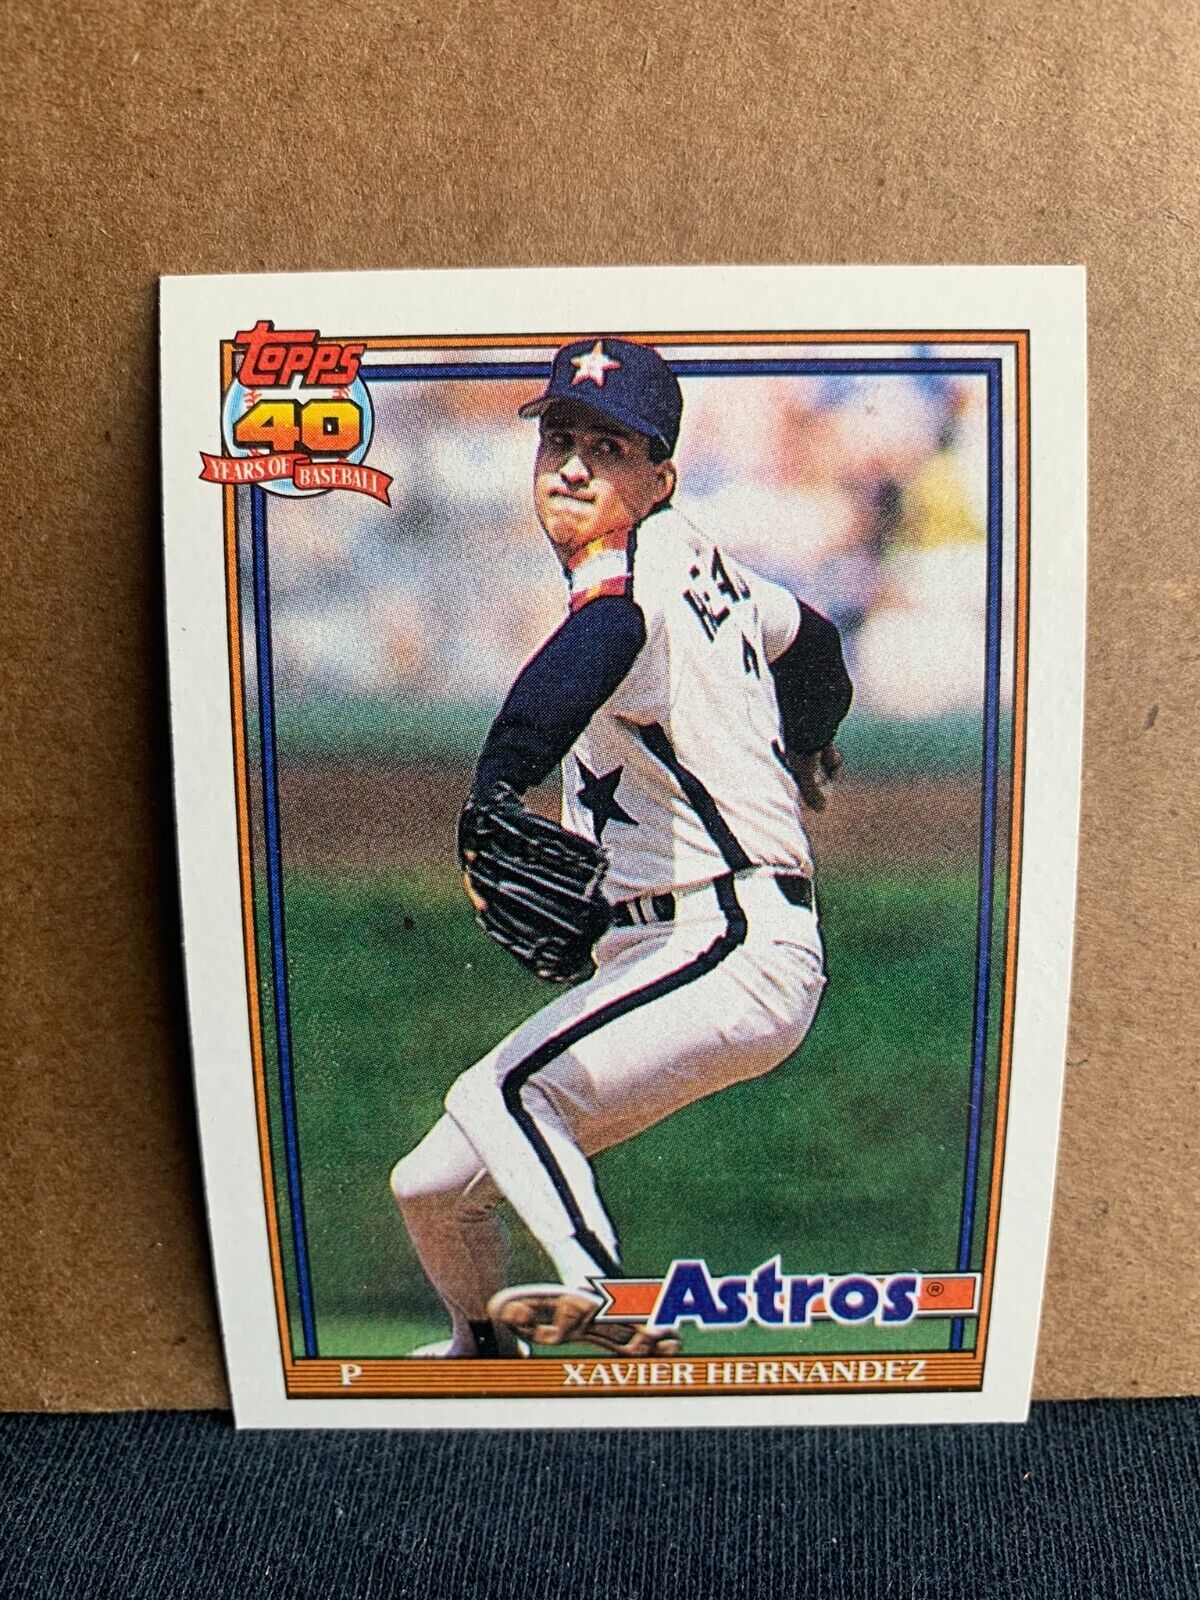 TOPPS
40
YEARS OF BASEBALL
Astros®
P XAVIER HERNANDEZ